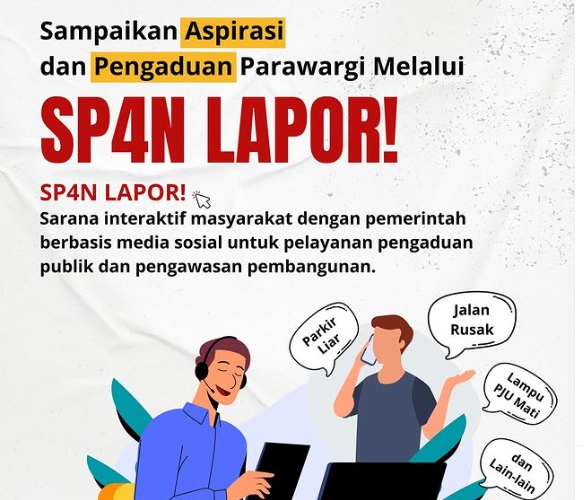 Sampaikan Aspirasi
dan Pengaduan Parawargi Melalui
SP4N LAPOR!
SP4N LAPOR!
Sarana interaktif masyarakat dengan pemerintah
berbasis media sosial untuk pelayanan pengaduan
publik dan pengawasan pembangunan.
Parkir
Liar
Jalan
Rusak
Lampu
PJU Mati
dan
Lain-lain